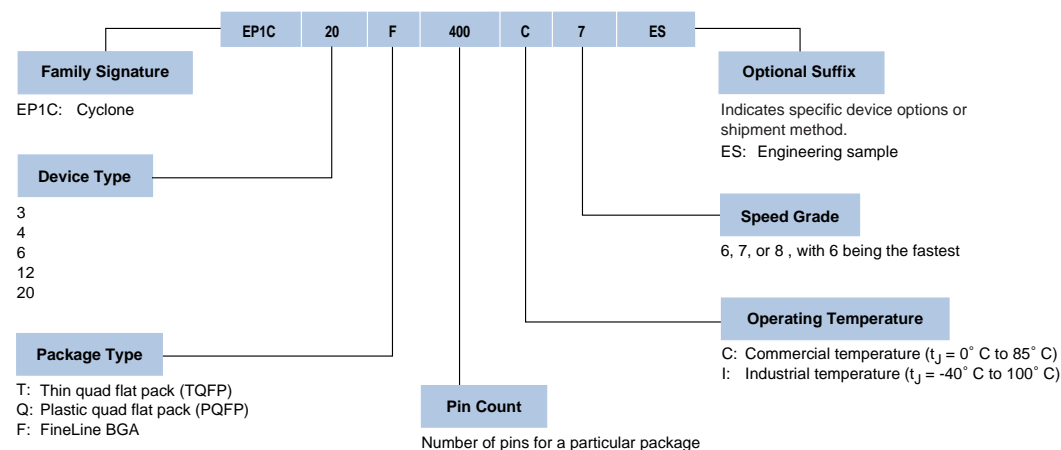 EP1C 20 F 400 C 7 ES
Family Signature
EP1C: Cyclone
Device Type
3
4
6
12
20
Package Type
T: Thin quad flat pack (TQFP)
Q: Plastic quad flat pack (PQFP)
F: FineLine BGA
Pin Count
Number of pins for a particular package
Optional Suffix
Indicates specific device options or
shipment method.
ES: Engineering sample
Speed Grade
6, 7, or 8 , with 6 being the fastest
Operating Temperature
C: Commercial temperature (tJ = 0° C to 85° C)
I: Industrial temperature (tJ = -40° C to 100° C)